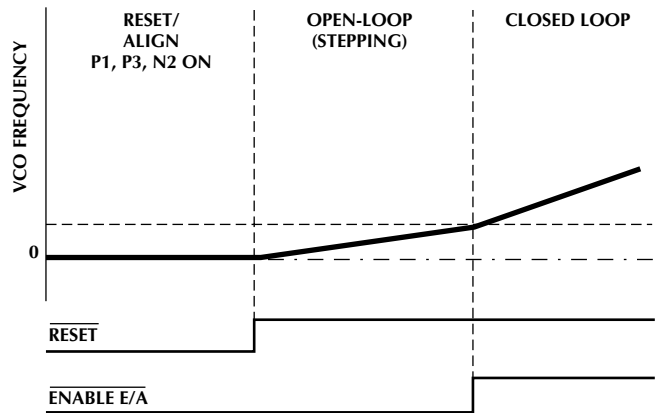 RESET/
ALIGN
P1, P3, N2 ON
OPEN-LOOP
(STEPPING)
CLOSED LOOP
VCO FREQUENCY
0
RESET
ENABLE E/A